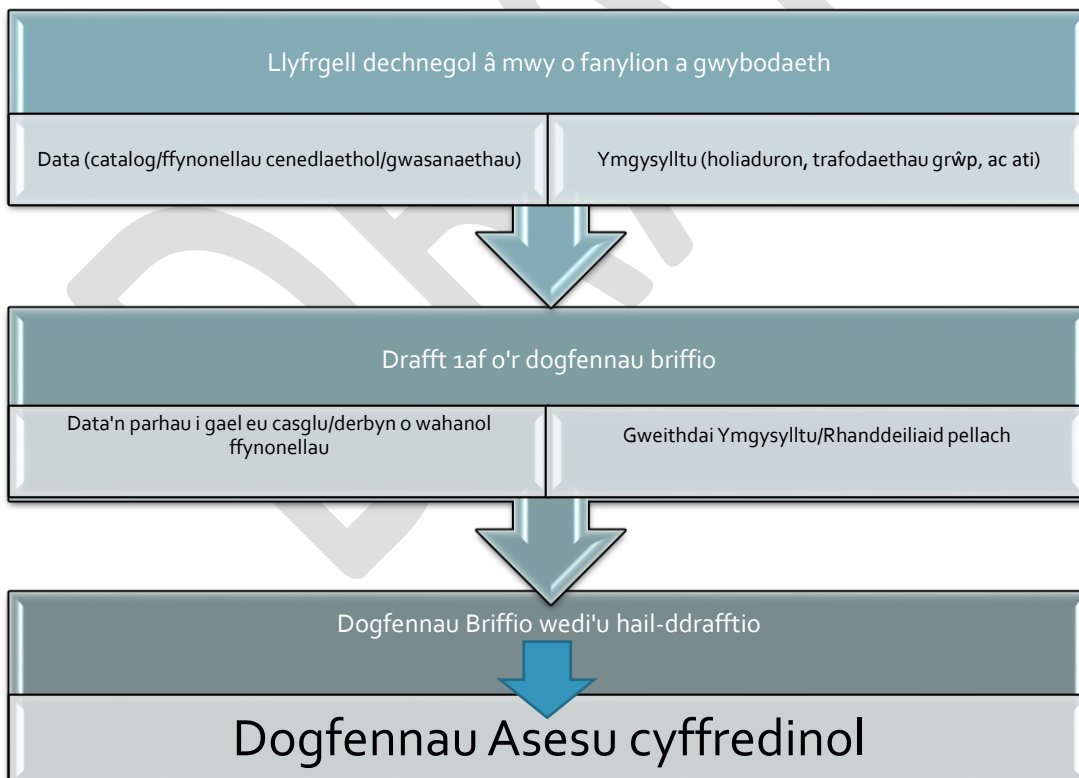 Llyfrgell dechnegol â mwy o fanylion a gwybodaeth
Data (catalog/ffynonellau cenedlaethol/gwasanaethau)
Ymgysylltu (holiaduron, trafodaethau grŵp, ac ati)
Drafft 1af o'r dogfennau briffio
Data'n parhau i gael eu casglu/derbyn o wahanol
ffynonellau
Gweithdai Ymgysylltu/Rhanddeiliaid pellach
Dogfennau Briffio wedi'u hail-ddrafftio
Dogfennau Asesu cyffredinol